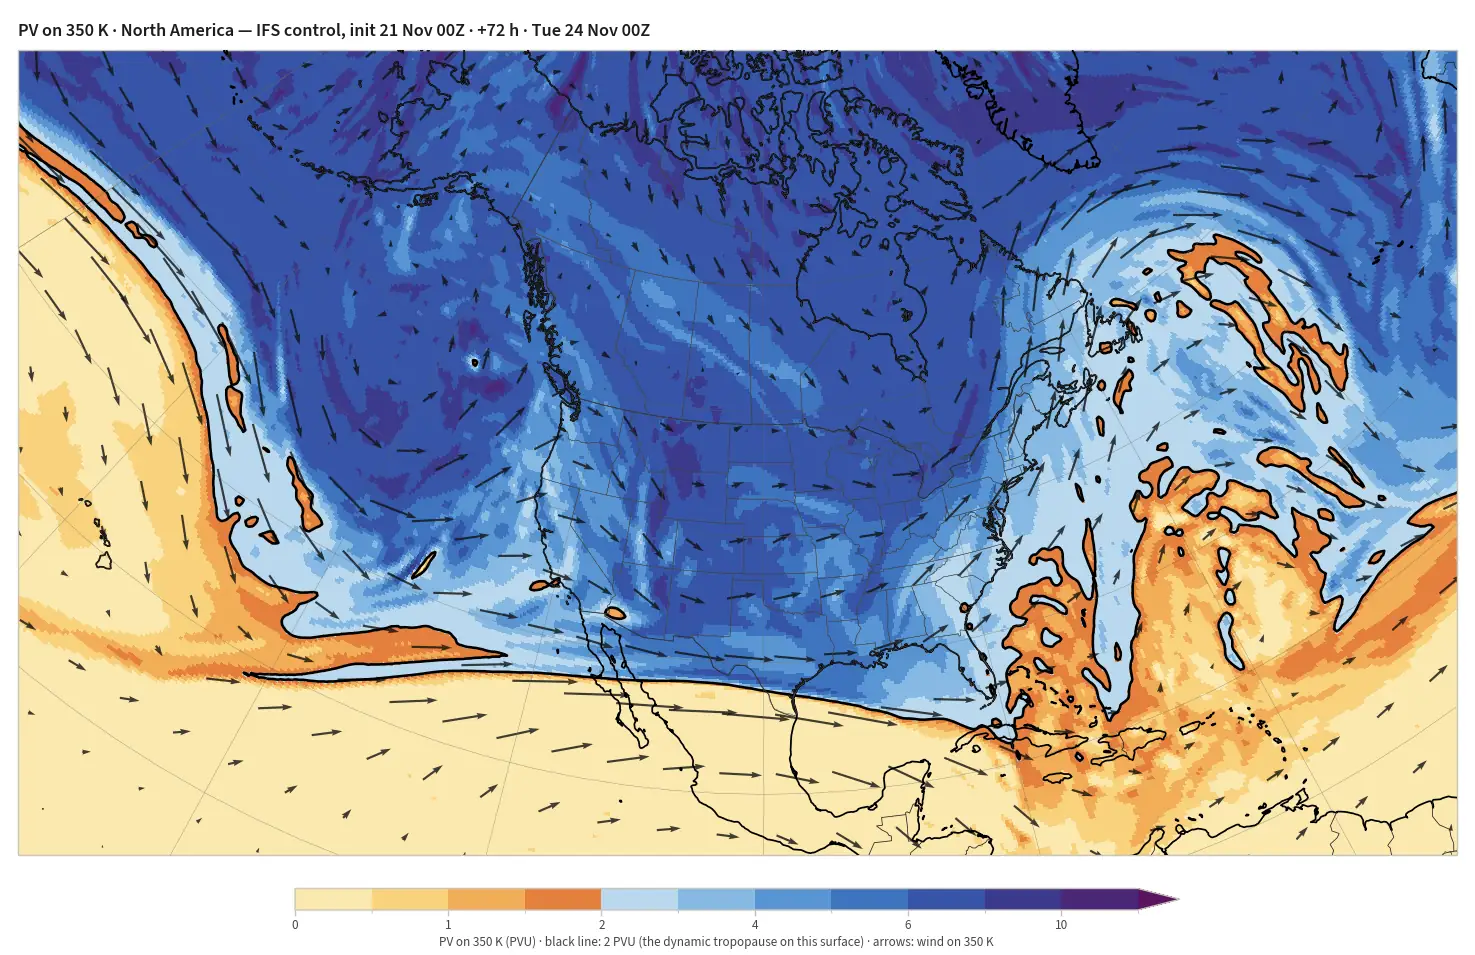 PV on 350 K · North America — IFS control, init 21 Nov 00Z · +72 h · Tue 24 Nov 00Z
0 1 2 4 6 10
PV on 350 K (PVU) · black line: 2 PVU (the dynamic tropopause on this surface) · arrows: wind on 350 K